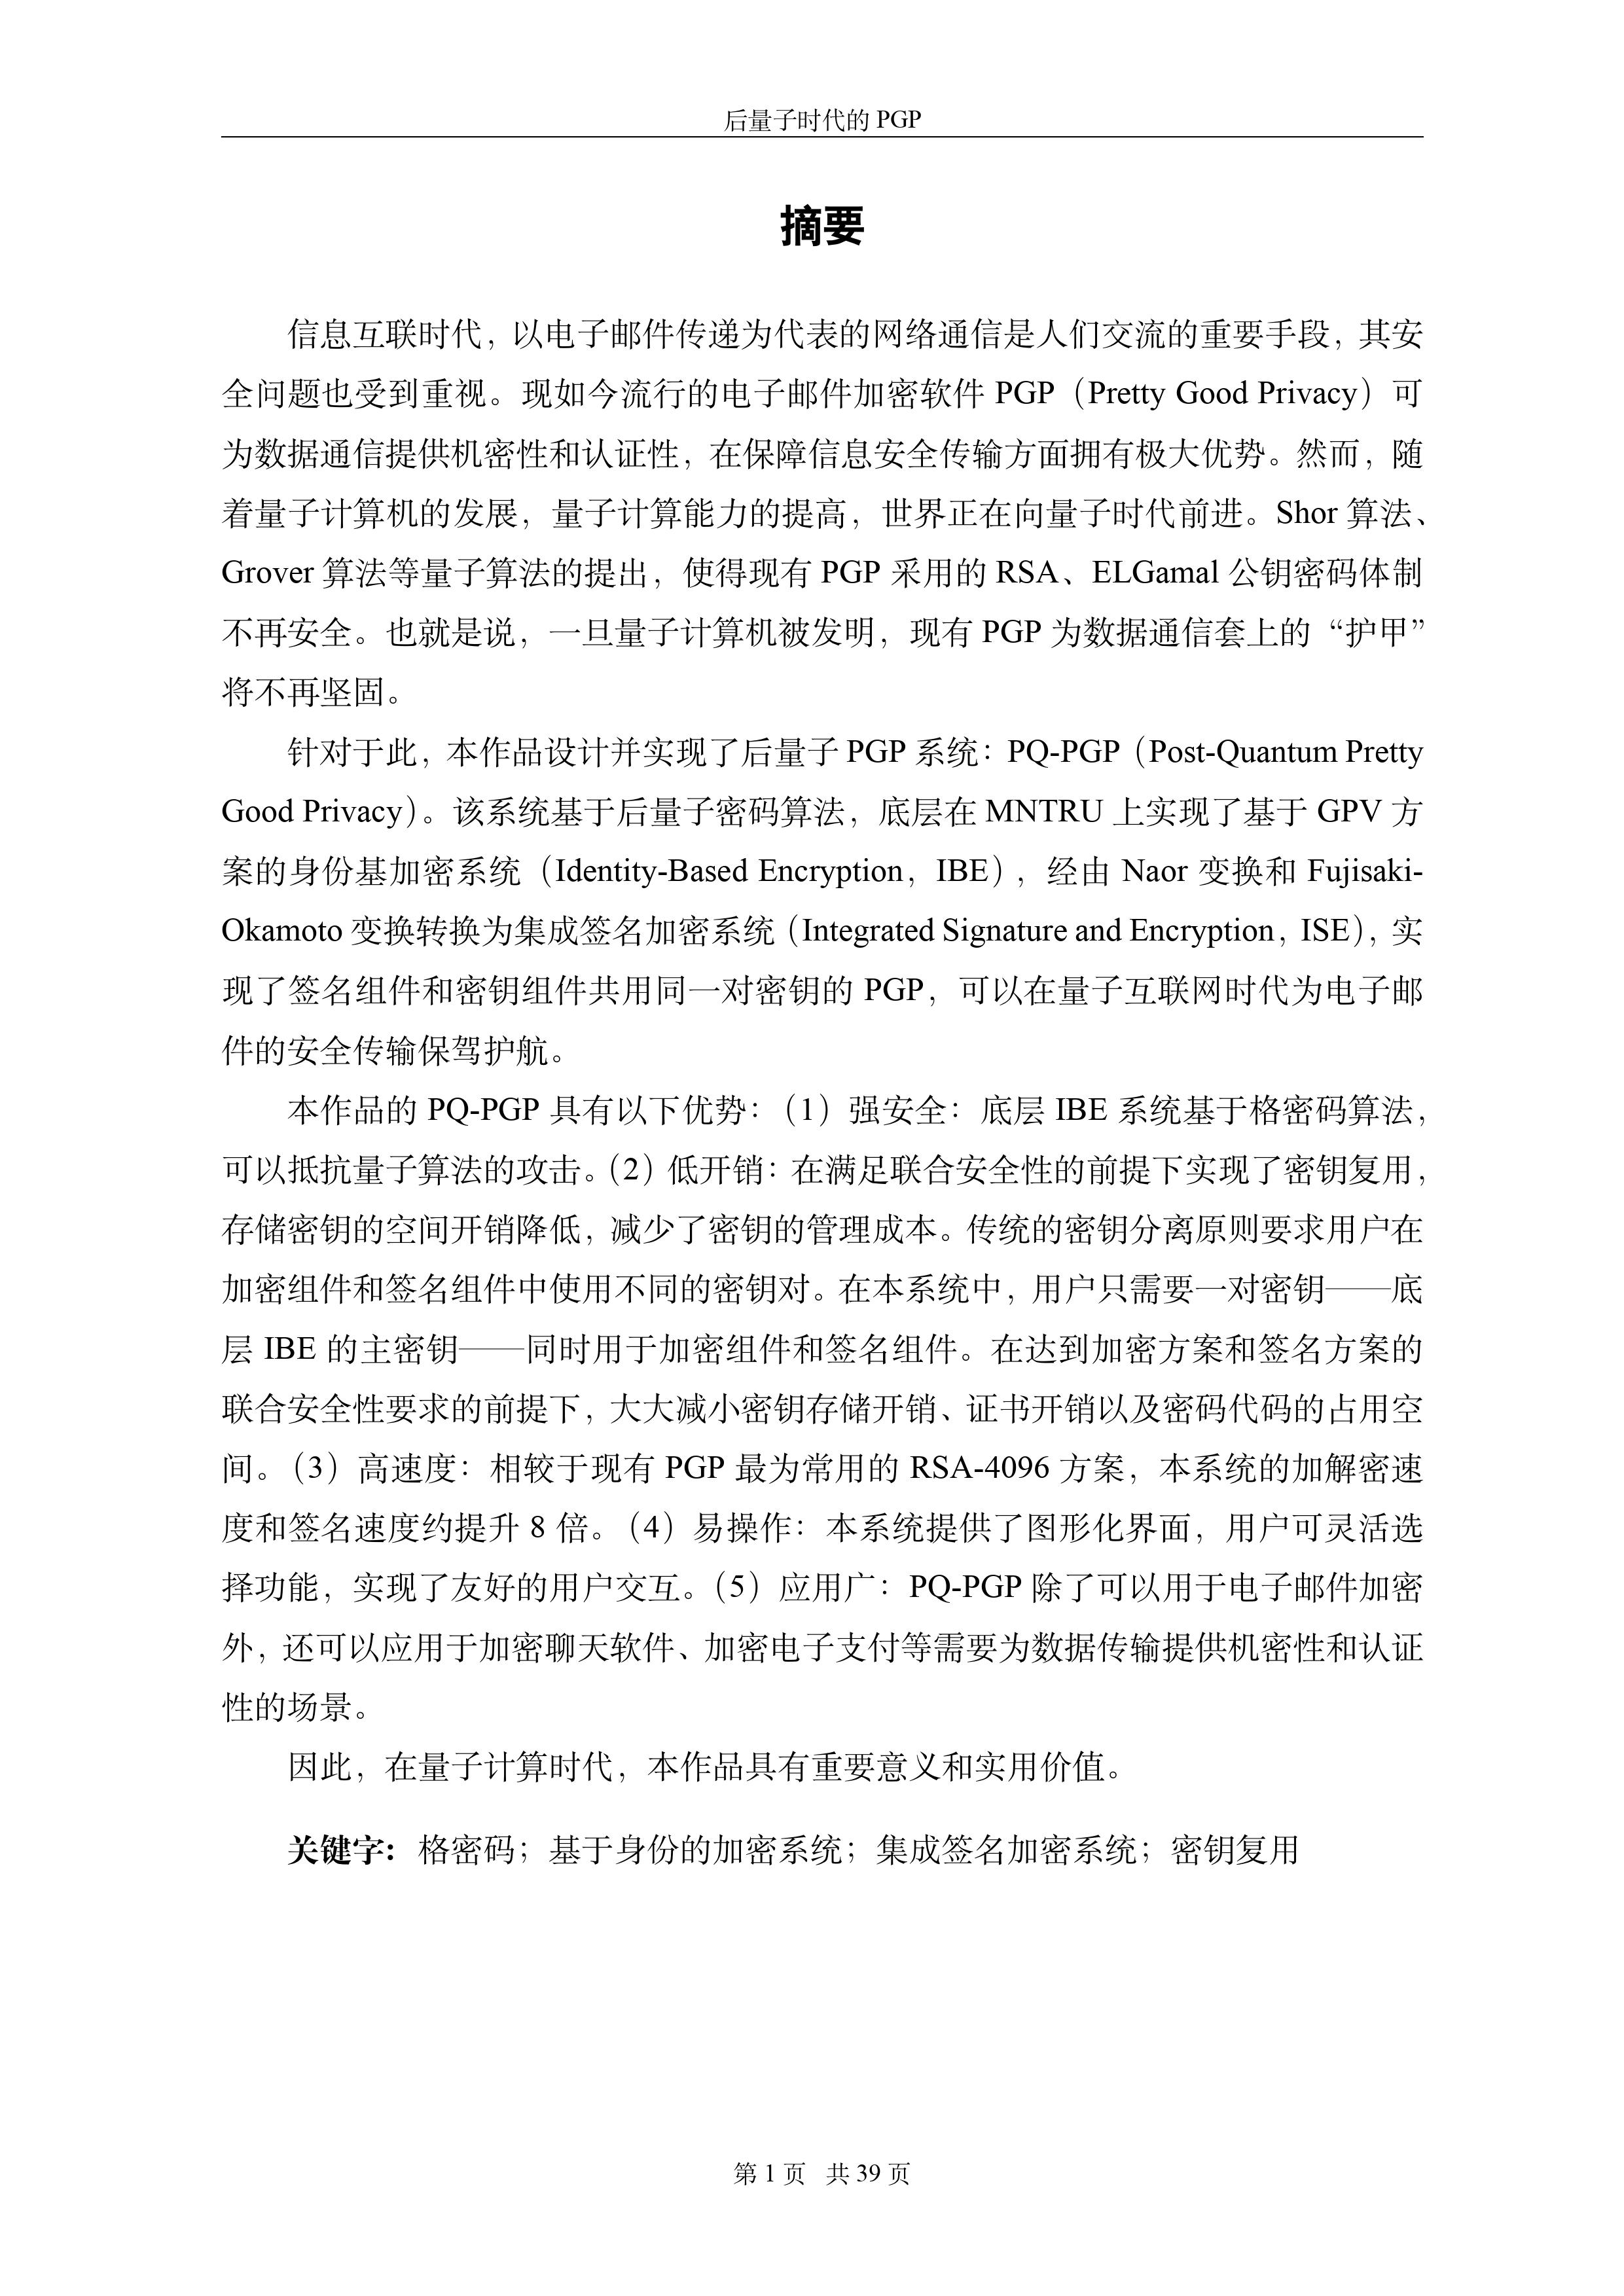 后量子时代的 PGP
摘要
信息互联时代，以电子邮件传递为代表的网络通信是人们交流的重要手段，其安
全问题也受到重视。现如今流行的电子邮件加密软件 PGP（Pretty Good Privacy）可
为数据通信提供机密性和认证性，在保障信息安全传输方面拥有极大优势。然而，随
着量子计算机的发展，量子计算能力的提高，世界正在向量子时代前进。Shor 算法、
Grover 算法等量子算法的提出，使得现有 PGP 采用的 RSA、ELGamal 公钥密码体制
不再安全。也就是说，一旦量子计算机被发明，现有 PGP 为数据通信套上的“护甲”
将不再坚固。
针对于此，本作品设计并实现了后量子 PGP 系统：PQ-PGP（Post-Quantum Pretty
Good Privacy）。该系统基于后量子密码算法，底层在 MNTRU 上实现了基于 GPV 方
案的身份基加密系统（Identity-Based Encryption，IBE），经由 Naor 变换和 Fujisaki-
Okamoto 变换转换为集成签名加密系统（Integrated Signature and Encryption，ISE），实
现了签名组件和密钥组件共用同一对密钥的 PGP，可以在量子互联网时代为电子邮
件的安全传输保驾护航。
本作品的 PQ-PGP 具有以下优势：（1）强安全：底层 IBE 系统基于格密码算法，
可以抵抗量子算法的攻击。（2）低开销：在满足联合安全性的前提下实现了密钥复用，
存储密钥的空间开销降低，减少了密钥的管理成本。传统的密钥分离原则要求用户在
加密组件和签名组件中使用不同的密钥对。在本系统中，用户只需要一对密钥——底
层 IBE 的主密钥——同时用于加密组件和签名组件。在达到加密方案和签名方案的
联合安全性要求的前提下，大大减小密钥存储开销、证书开销以及密码代码的占用空
间。（3）高速度：相较于现有 PGP 最为常用的 RSA-4096 方案，本系统的加解密速
度和签名速度约提升 8 倍。（4）易操作：本系统提供了图形化界面，用户可灵活选
择功能，实现了友好的用户交互。（5）应用广：PQ-PGP 除了可以用于电子邮件加密
外，还可以应用于加密聊天软件、加密电子支付等需要为数据传输提供机密性和认证
性的场景。
因此，在量子计算时代，本作品具有重要意义和实用价值。
关键字：格密码；基于身份的加密系统；集成签名加密系统；密钥复用
第 1 页 共 39 页